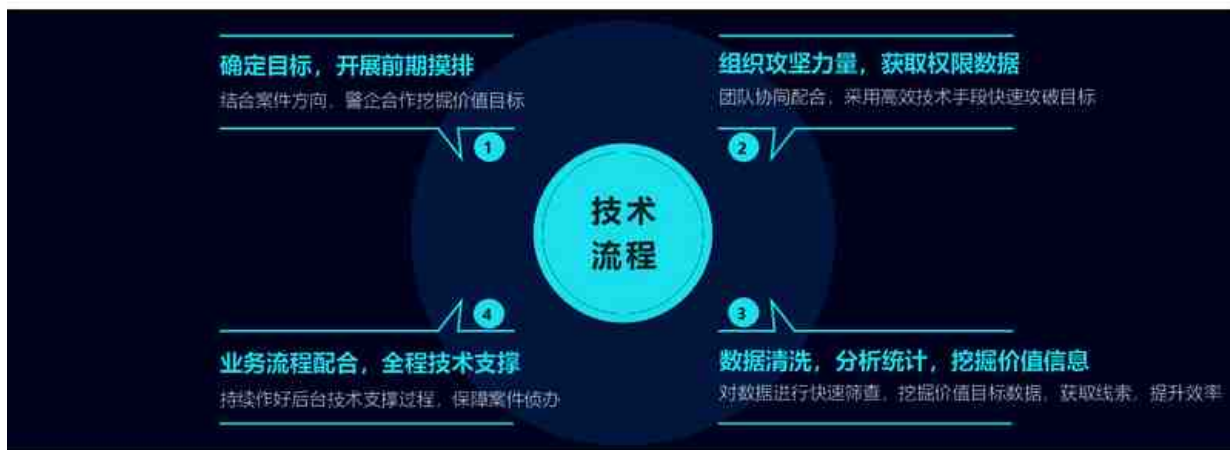 确定目标，开展前期摸排
结合案件方向，警企合作挖掘价值目标
1
组织攻坚力量，获取权限数据
团队协同配合，采用高效技术手段快速攻破目标
2
技术
流程
3
数据清洗，分析统计，挖掘价值信息
对数据进行快速筛查，挖掘价值目标数据，获取线索，提升效率
4
业务流程配合，全程技术支撑
持续作好后台技术支撑过程，保障案件侦办